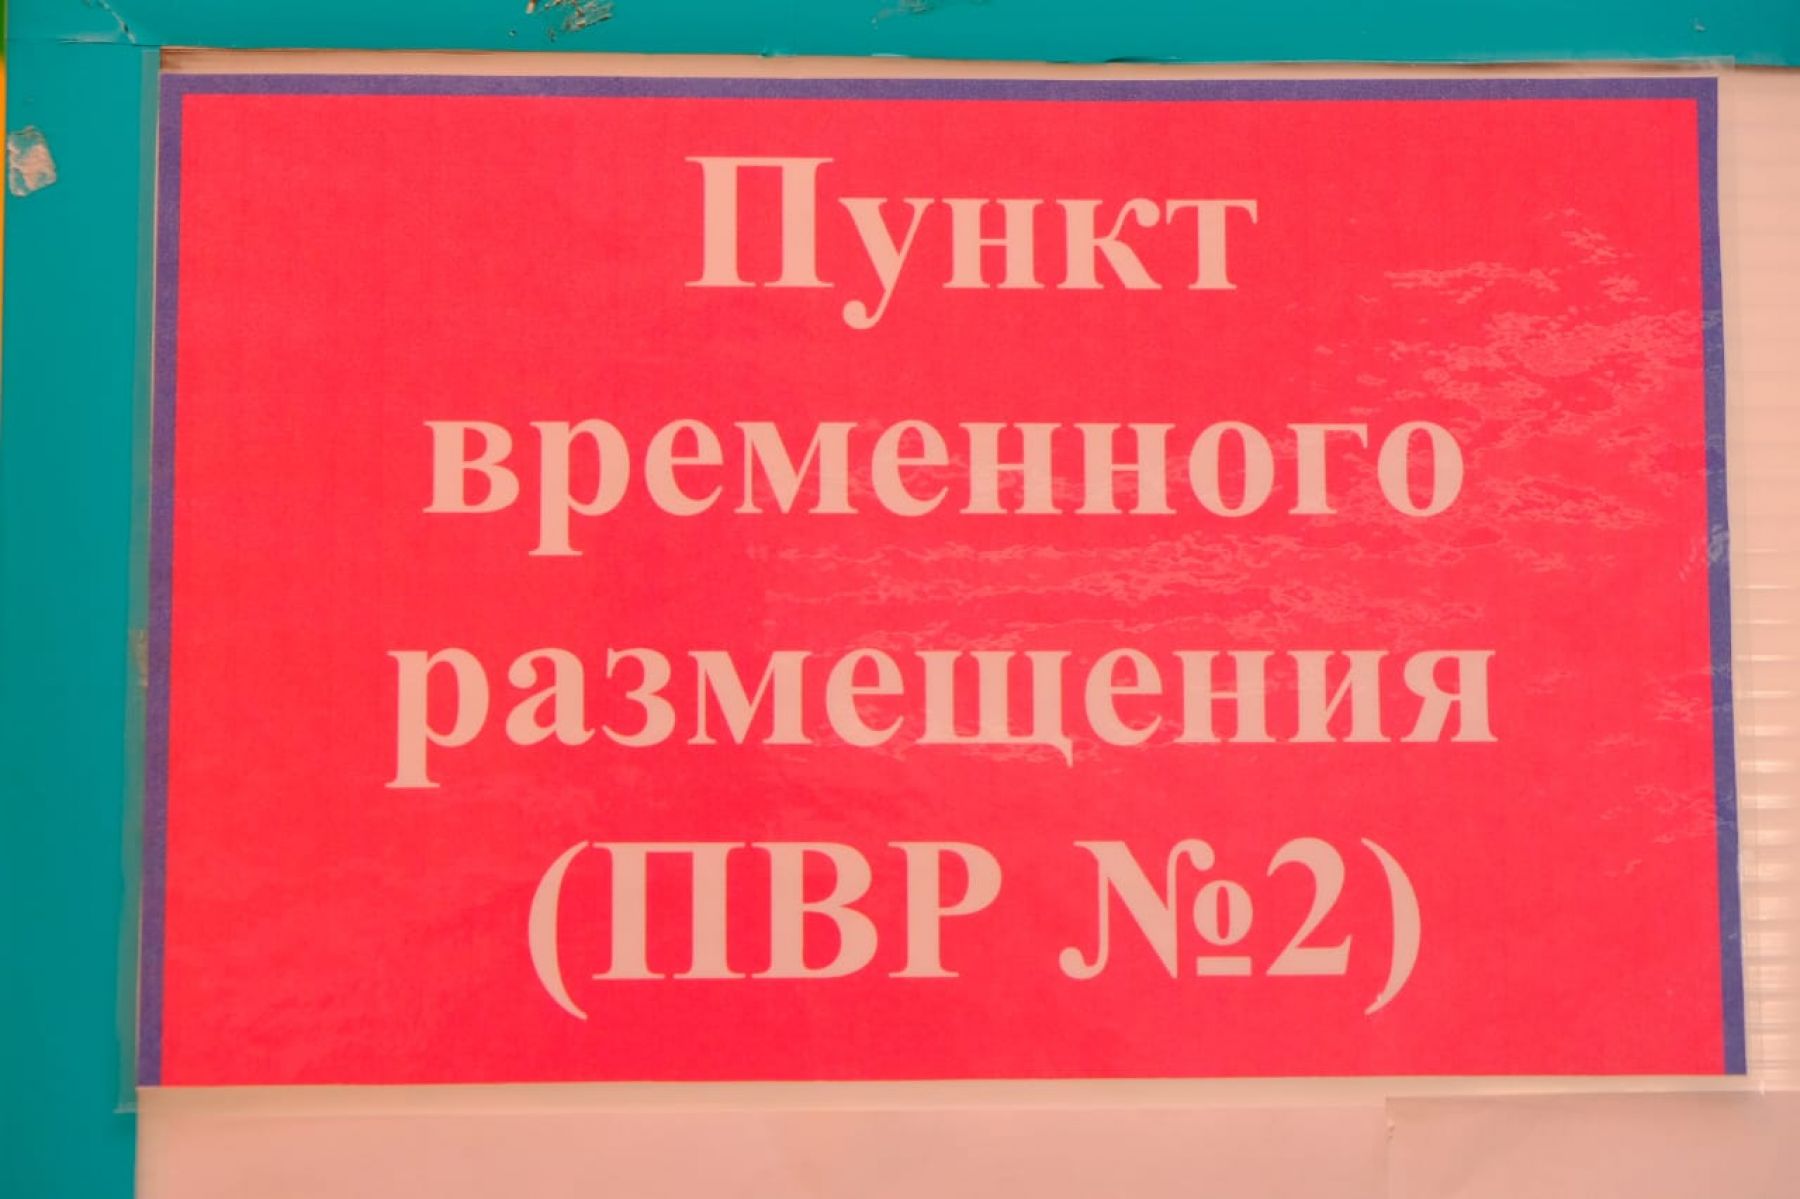 Пункт
временного
размещения
(ПВР №2)